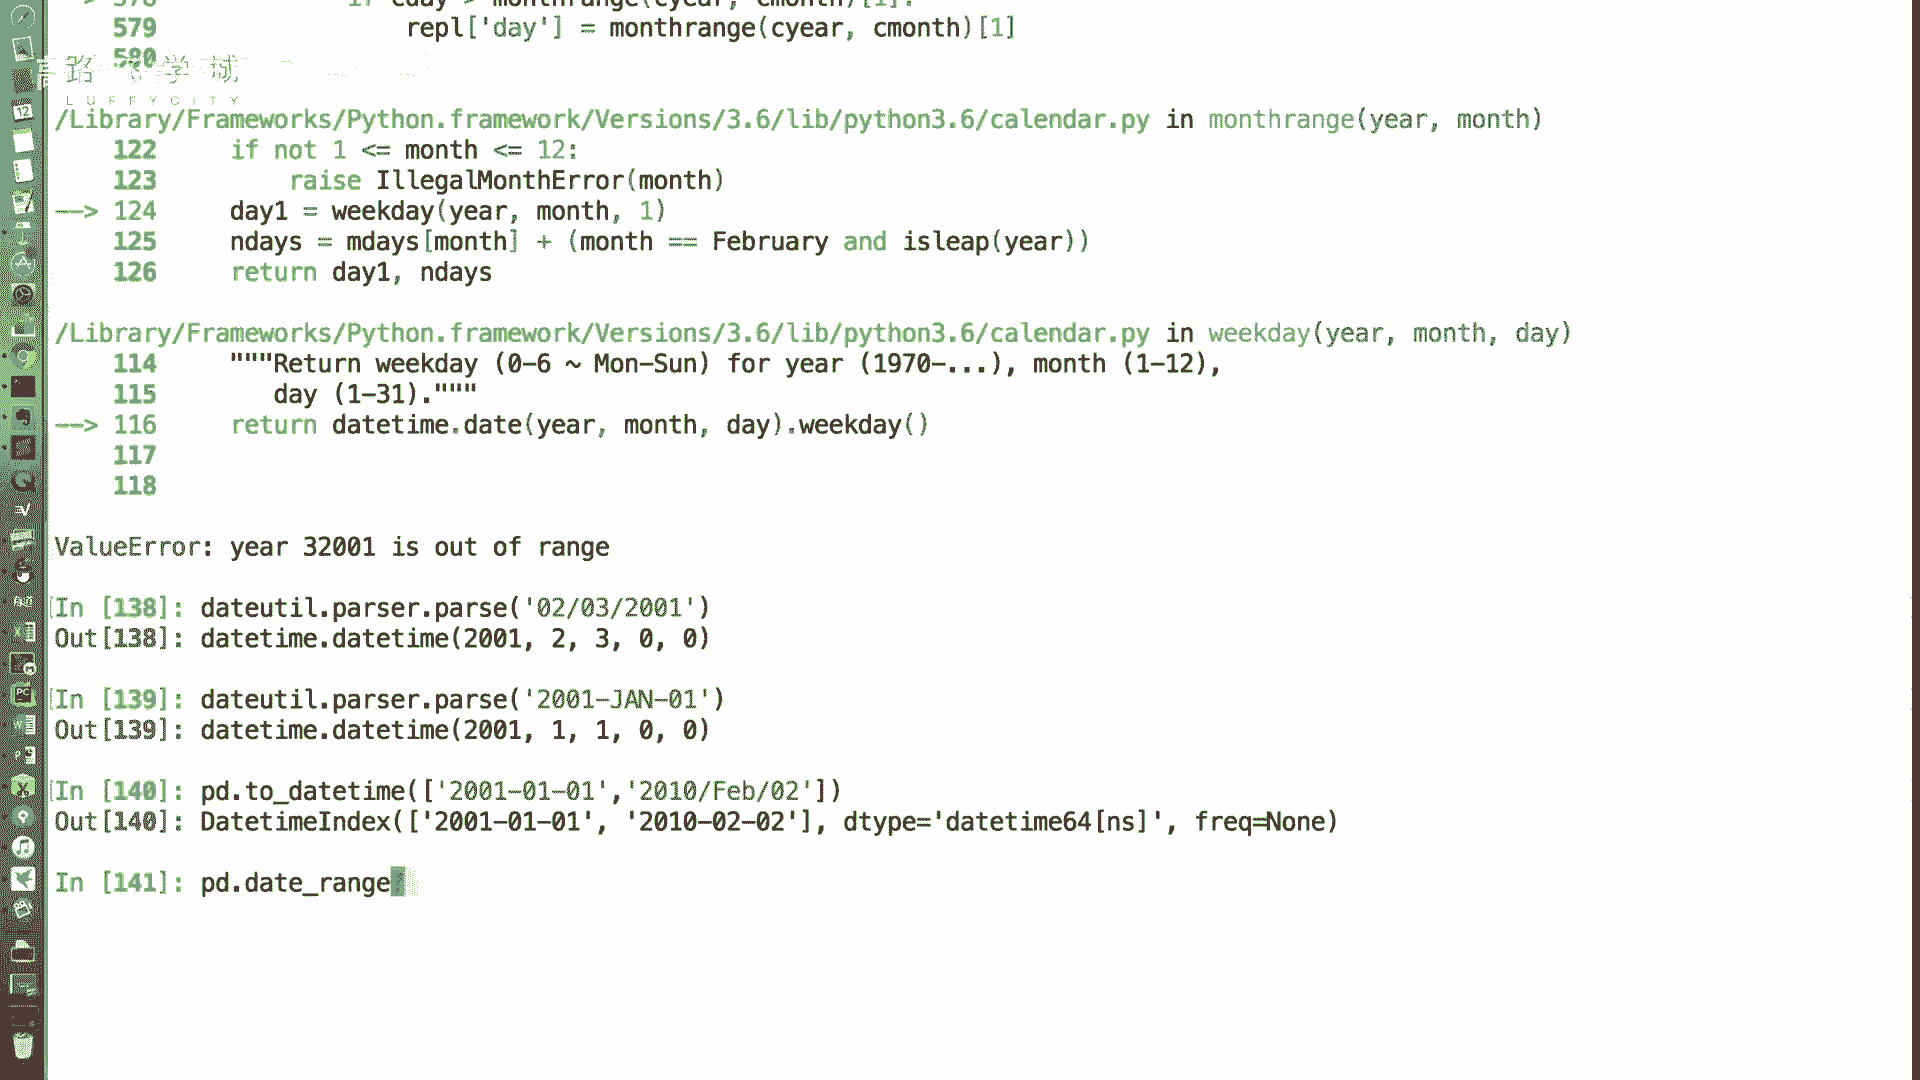 578 if cday > monthrange(cyear, cmonth)[1]:
579 repl['day'] = monthrange(cyear, cmonth)[1]
580
路飞学城
LUFFYCITY
/Library/Frameworks/Python.framework/Versions/3.6/lib/python3.6/calendar.py in monthrange(year, month)
122 if not 1 <= month <= 12:
123 raise IllegalMonthError(month)
--> 124 day1 = weekday(year, month, 1)
125 ndays = mdays[month] + (month == February and isleap(year))
126 return day1, ndays
/Library/Frameworks/Python.framework/Versions/3.6/lib/python3.6/calendar.py in weekday(year, month, day)
114 """Return weekday (0-6 ~ Mon-Sun) for year (1970-...), month (1-12),
115 day (1-31)."""
--> 116 return datetime.date(year, month, day).weekday()
117
118
ValueError: year 32001 is out of range
In [138]: dateutil.parser.parse('02/03/2001')
Out[138]: datetime.datetime(2001, 2, 3, 0, 0)
In [139]: dateutil.parser.parse('2001-JAN-01')
Out[139]: datetime.datetime(2001, 1, 1, 0, 0)
In [140]: pd.to_datetime(['2001-01-01','2010/Feb/02'])
Out[140]: DatetimeIndex(['2001-01-01', '2010-02-02'], dtype='datetime64[ns]', freq=None)
In [141]: pd.date_range